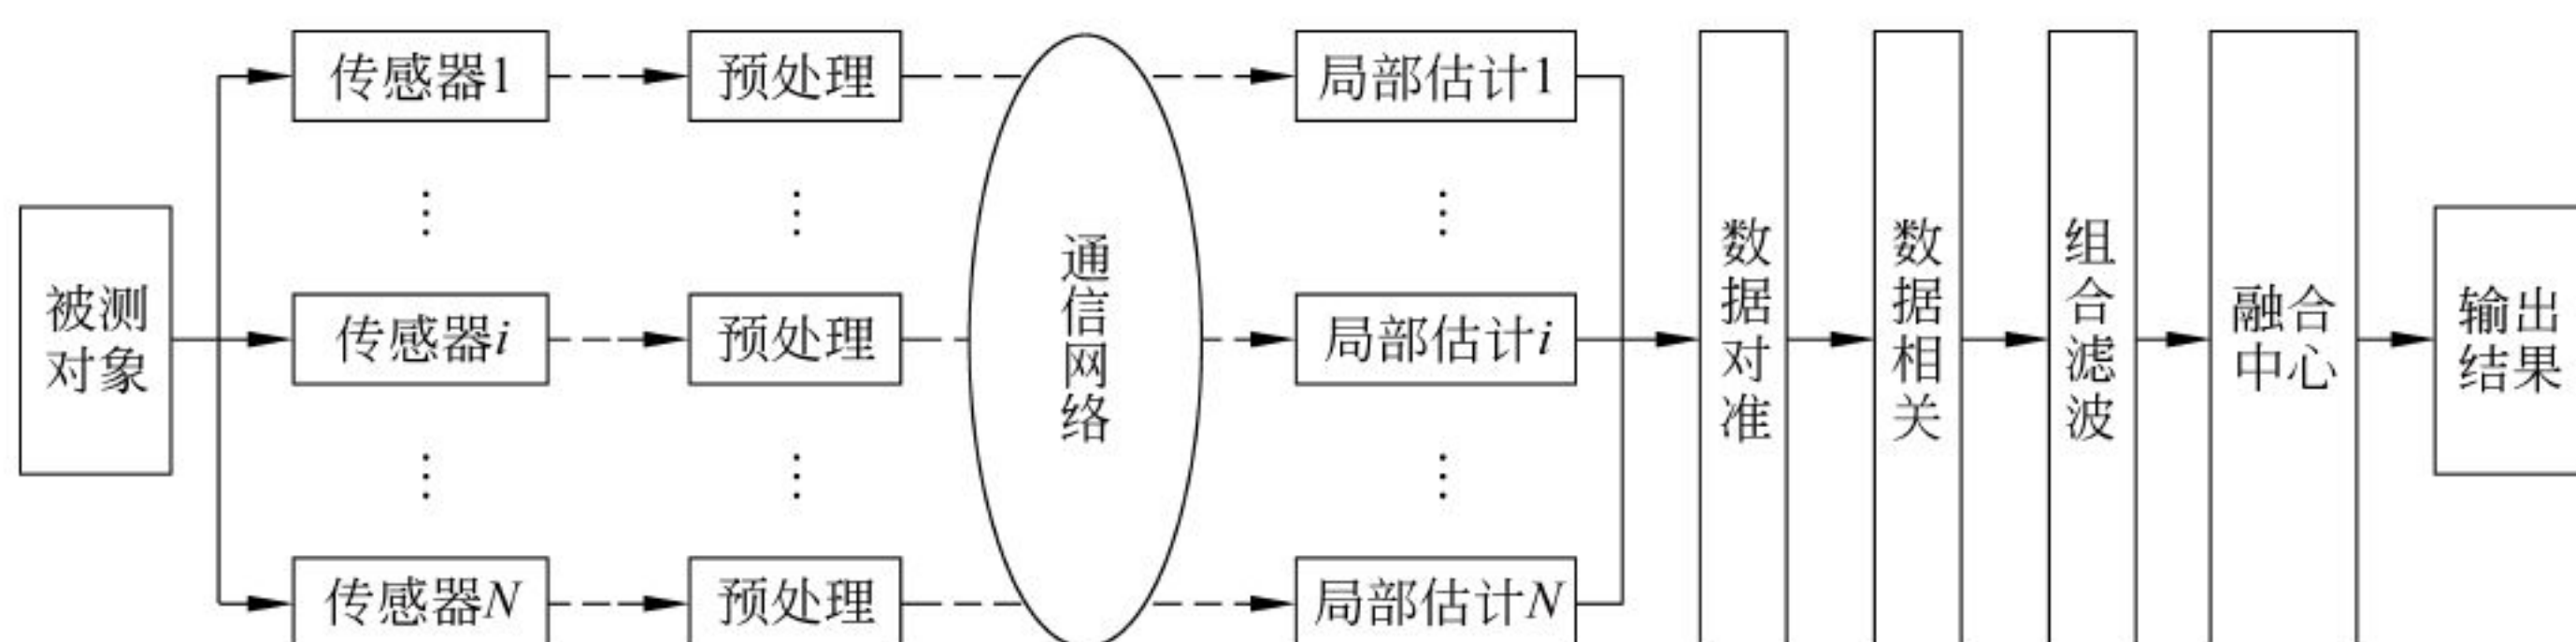 传感器1
预处理
局部估计1
被测
对象
传感器i
预处理
通信网络
局部估计i
数据对准
数据相关
组合滤波
融合
中心
输出
结果
传感器N
预处理
局部估计N